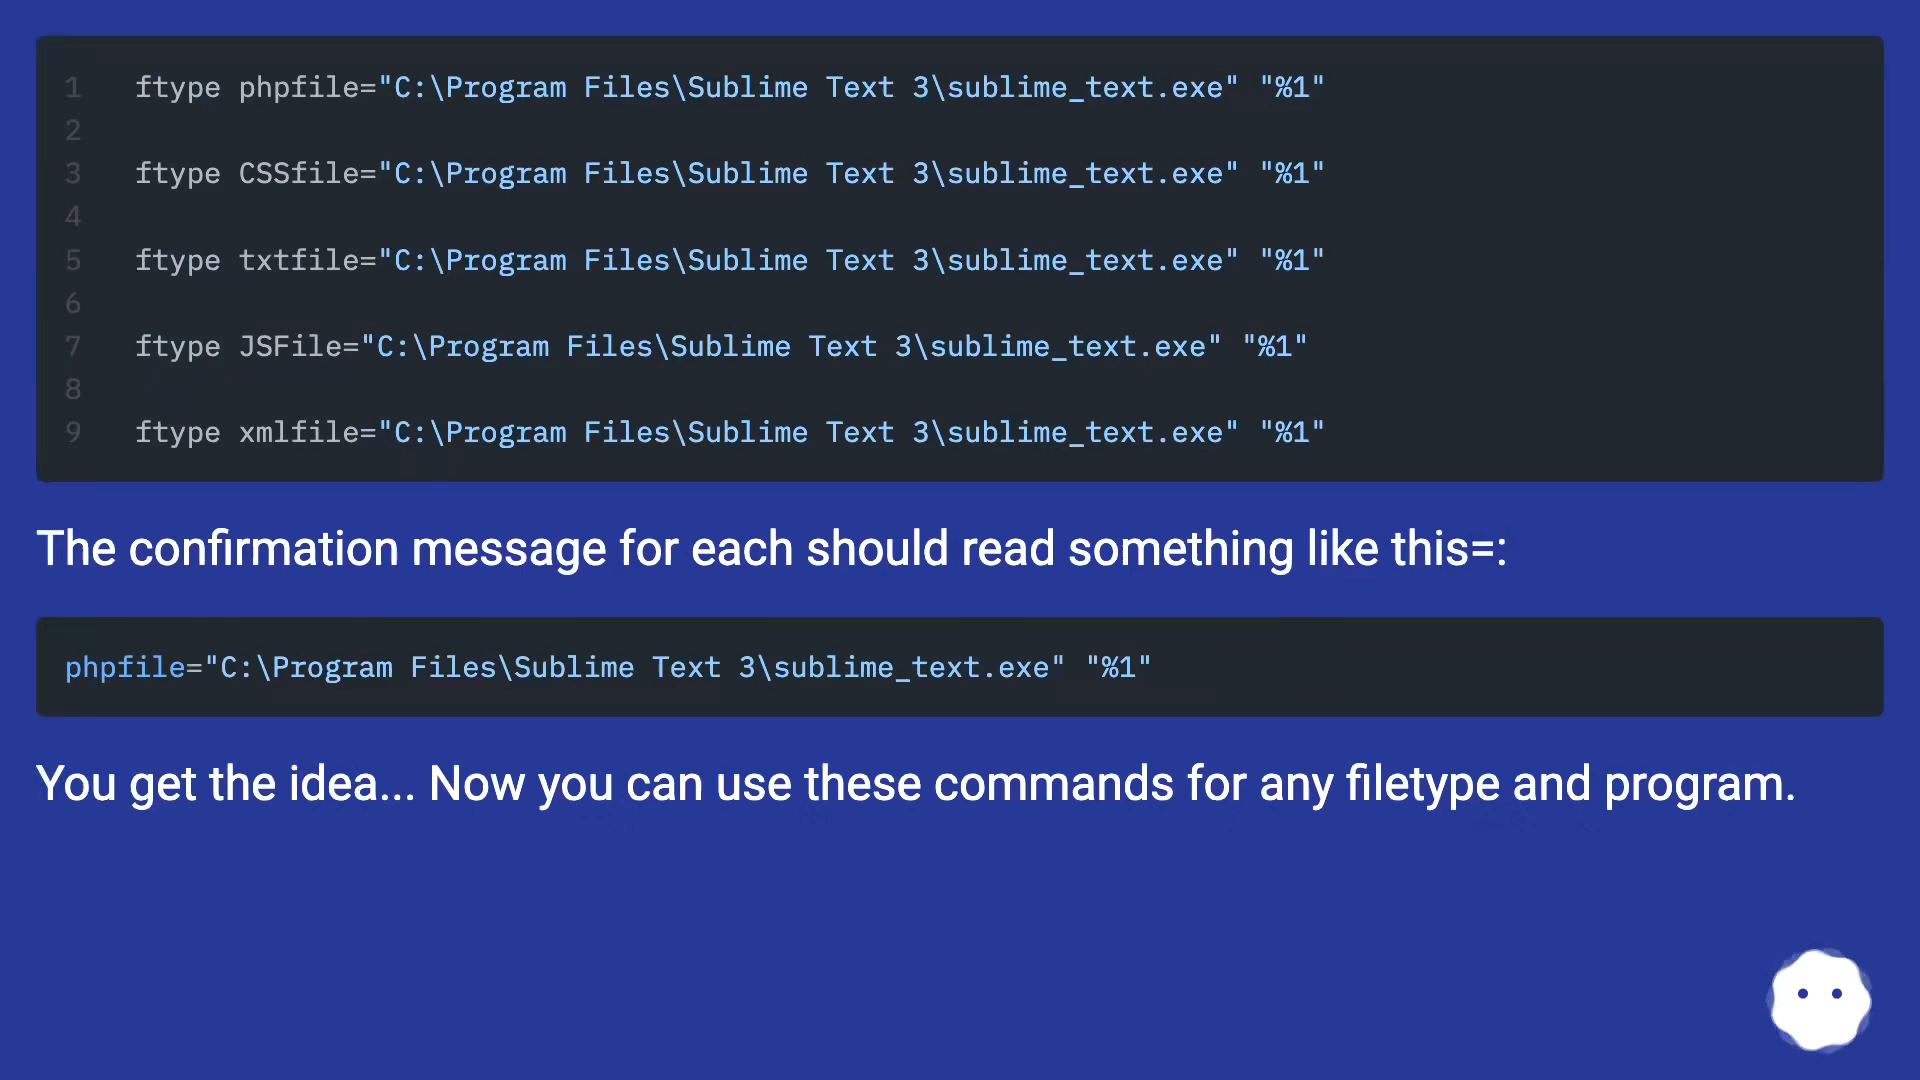 1 ftype phpfile="C:\Program Files\Sublime Text 3\sublime_text.exe" "%1"
2
3 ftype CSSfile="C:\Program Files\Sublime Text 3\sublime_text.exe" "%1"
4
5 ftype txtfile="C:\Program Files\Sublime Text 3\sublime_text.exe" "%1"
6
7 ftype JSFile="C:\Program Files\Sublime Text 3\sublime_text.exe" "%1"
8
9 ftype xmlfile="C:\Program Files\Sublime Text 3\sublime_text.exe" "%1"
The confirmation message for each should read something like this=:
phpfile="C:\Program Files\Sublime Text 3\sublime_text.exe" "%1"
You get the idea... Now you can use these commands for any filetype and program.